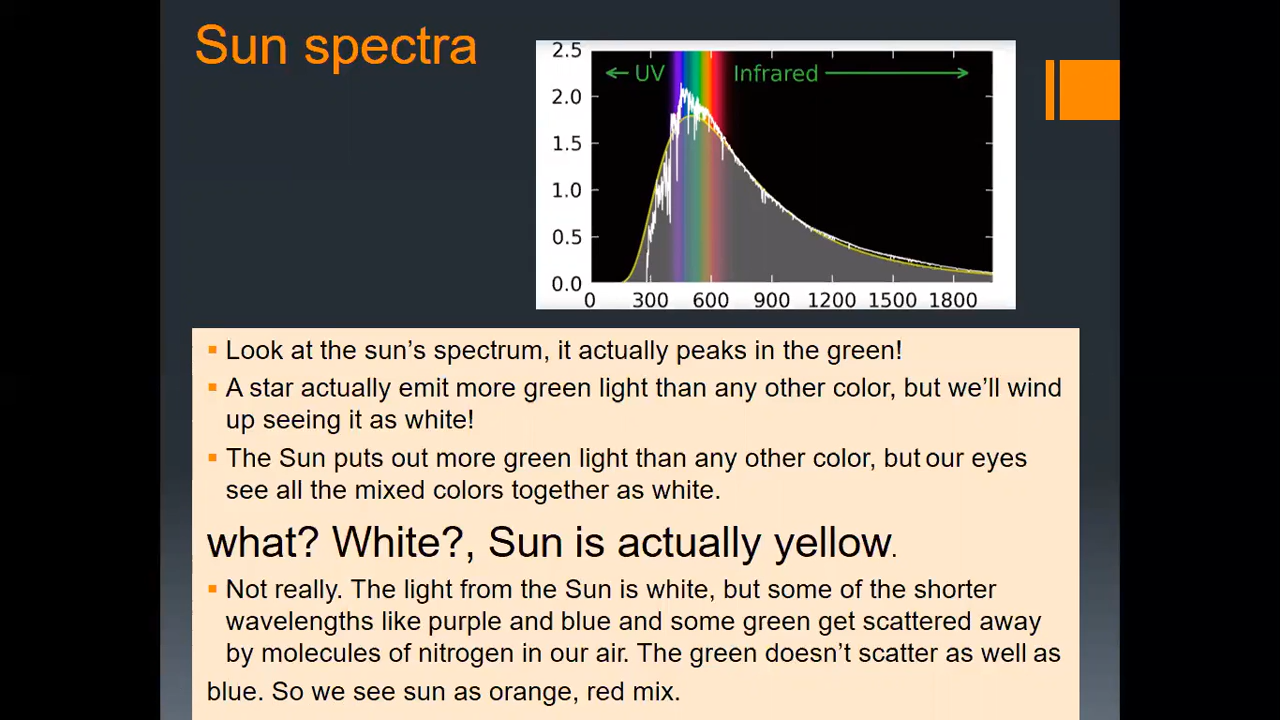 Sun spectra
2.5
← UV
Infrared →
2.0
1.5
1.0
0.5
0.0
0 300 600 900 1200 1500 1800
Look at the sun’s spectrum, it actually peaks in the green!
A star actually emit more green light than any other color, but we’ll wind
up seeing it as white!
The Sun puts out more green light than any other color, but our eyes
see all the mixed colors together as white.
what? White?, Sun is actually yellow.
Not really. The light from the Sun is white, but some of the shorter
wavelengths like purple and blue and some green get scattered away
by molecules of nitrogen in our air. The green doesn’t scatter as well as
blue. So we see sun as orange, red mix.